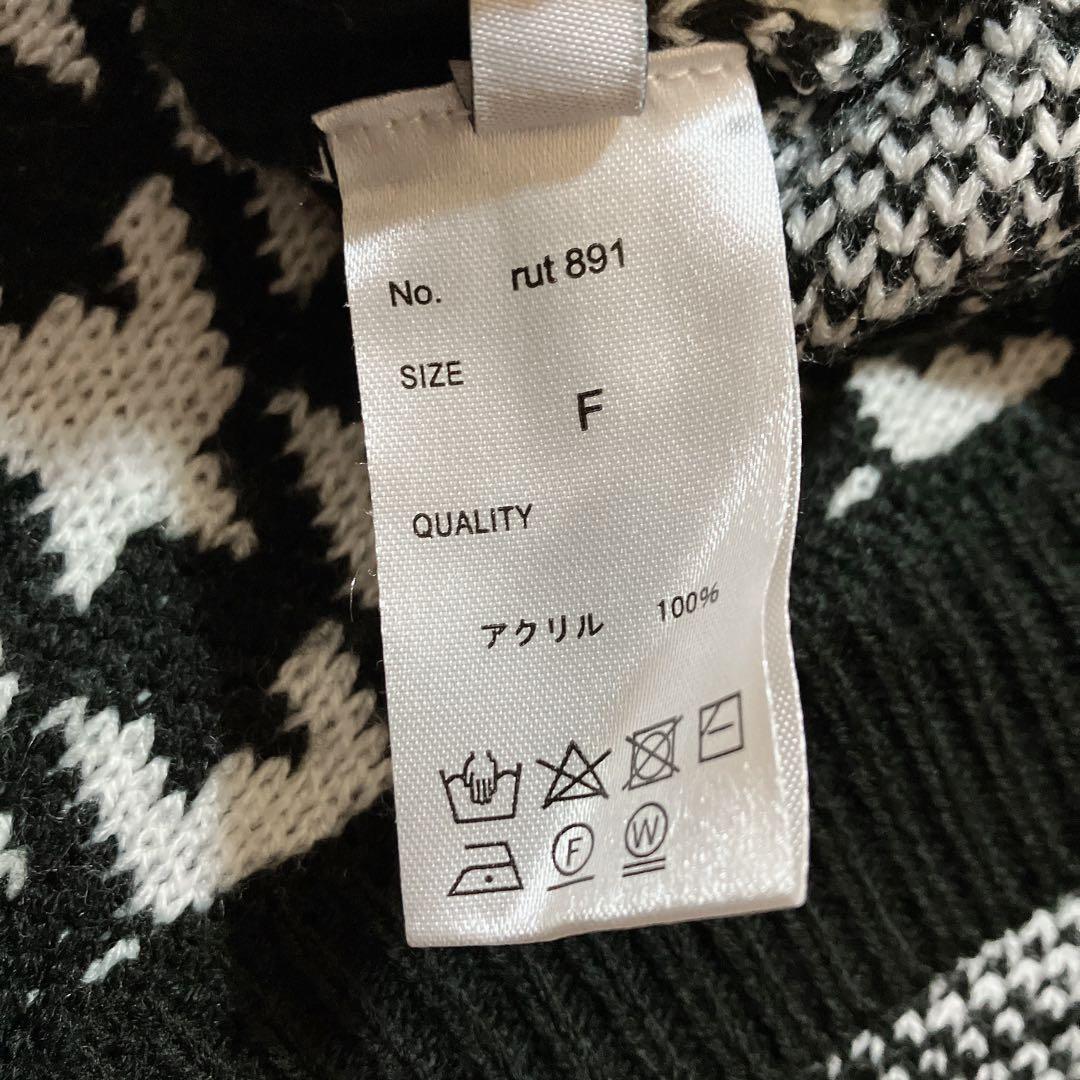 No. rut 891
SIZE
F
QUALITY
アクリル 100%
F W